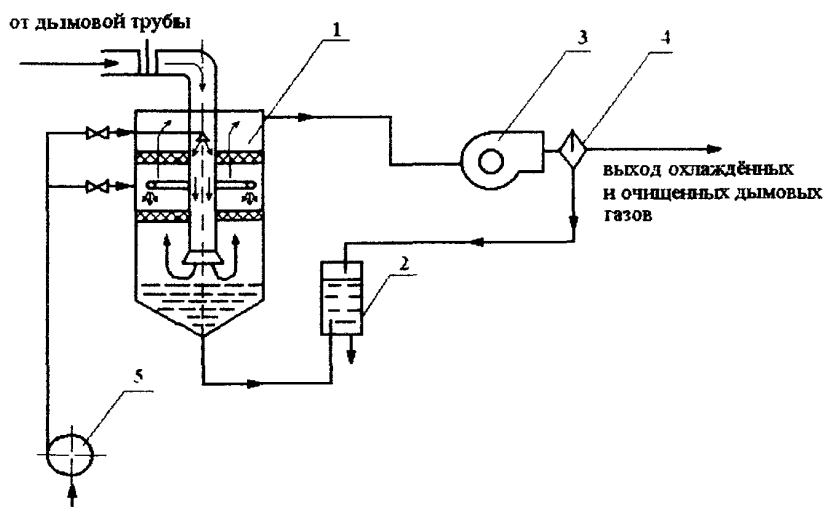 от дымовой трубы
1
3
4
выход охлаждённых
и очищенных дымовых
газов
2
5